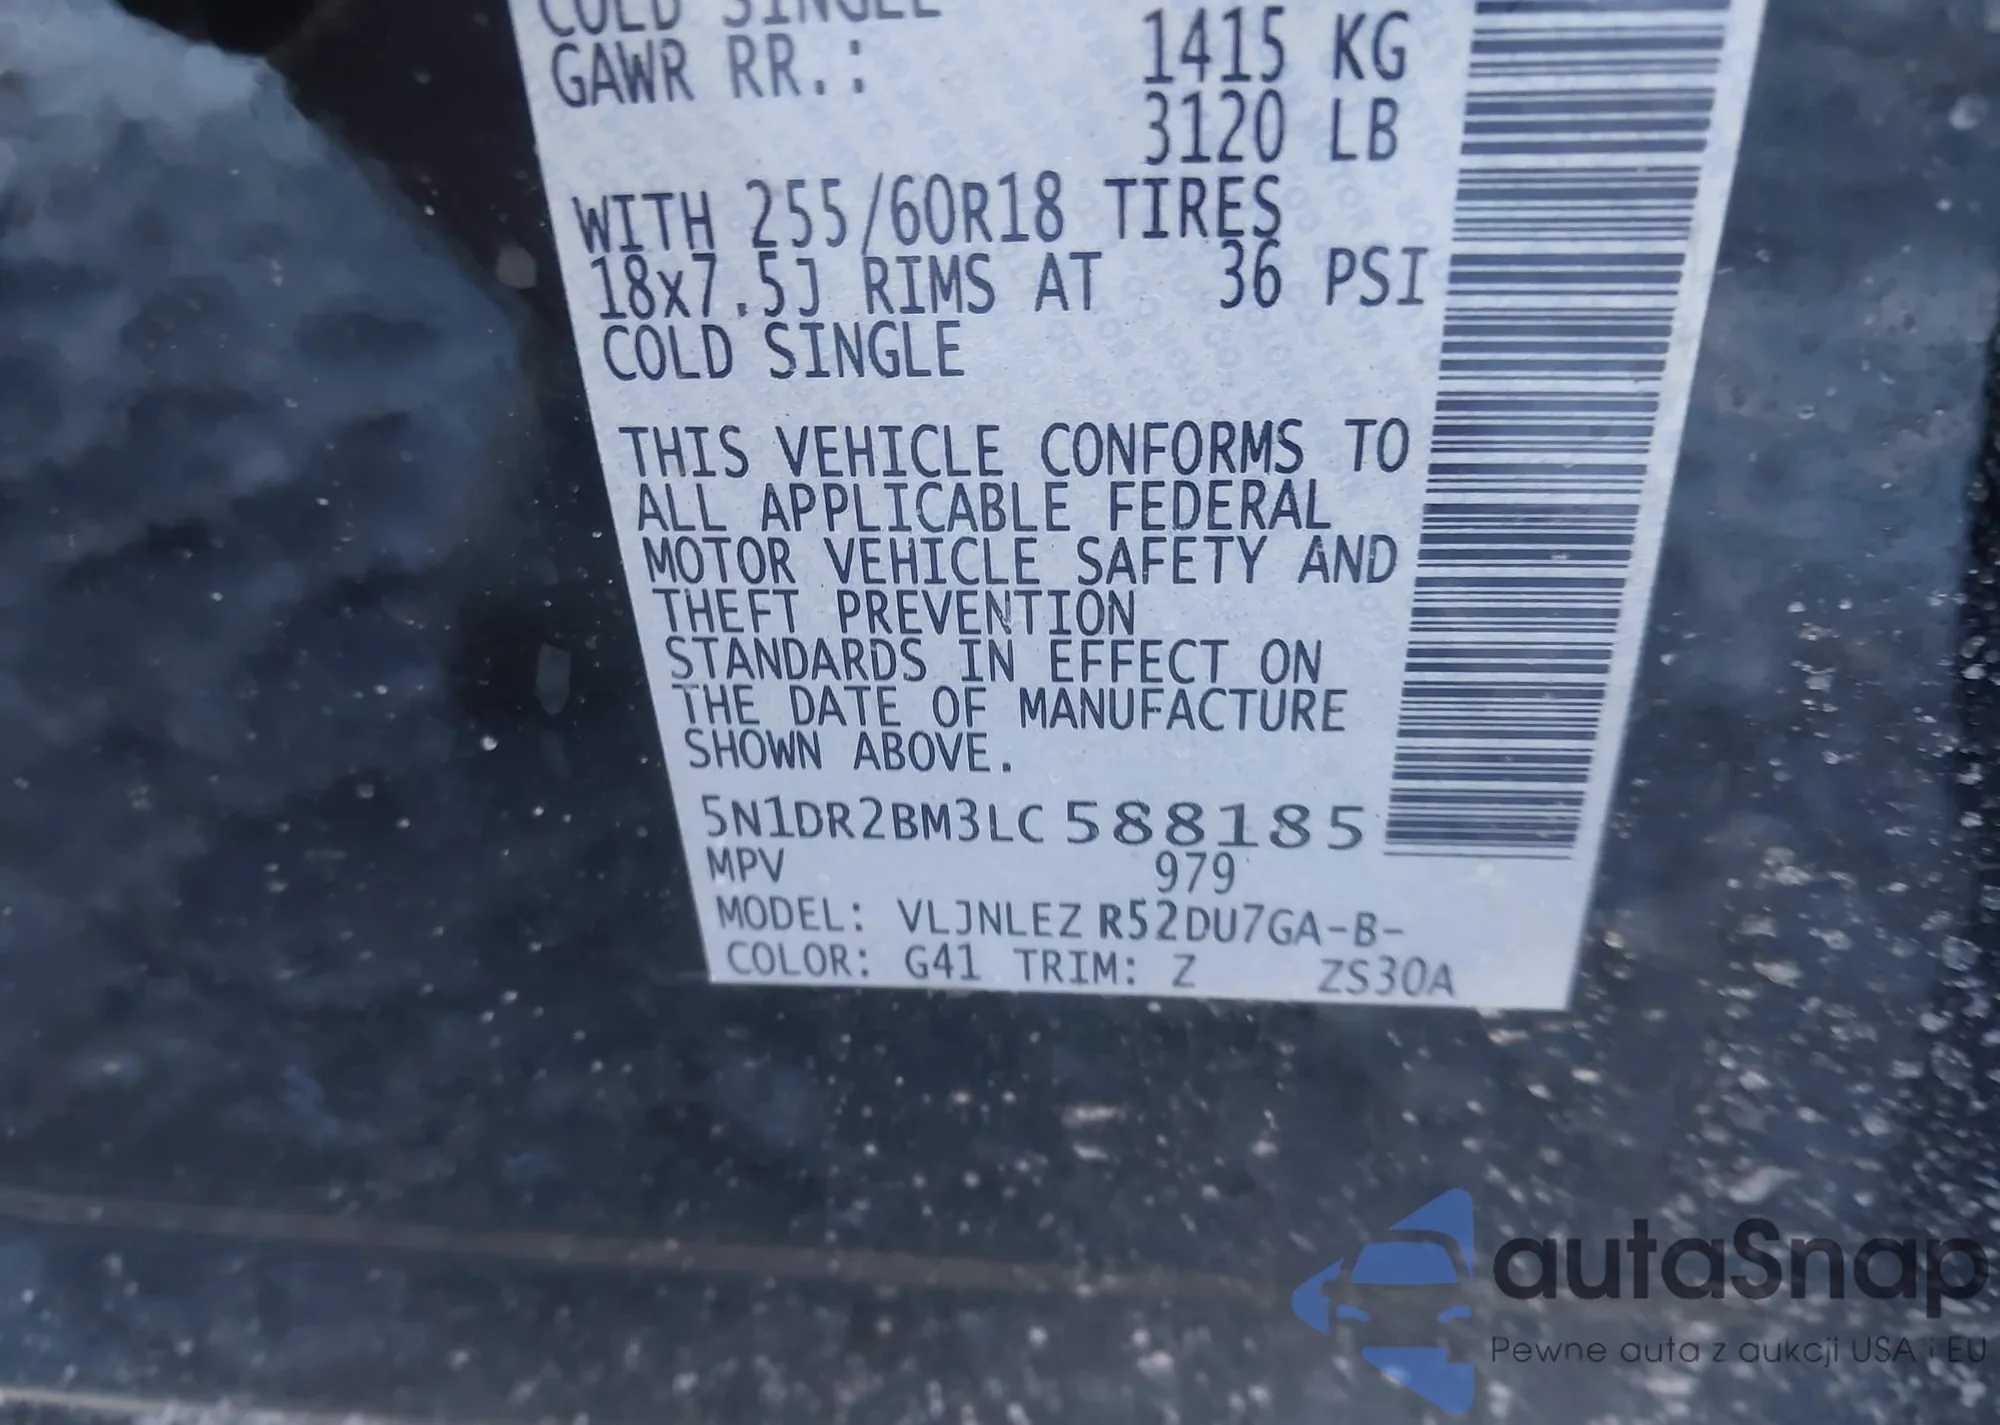 COLD SINGLE
GAWR RR.: 1415 KG
3120 LB
WITH 255/60R18 TIRES
18x7.5J RIMS AT 36 PSI
COLD SINGLE
THIS VEHICLE CONFORMS TO
ALL APPLICABLE FEDERAL
MOTOR VEHICLE SAFETY AND
THEFT PREVENTION
STANDARDS IN EFFECT ON
THE DATE OF MANUFACTURE
SHOWN ABOVE.
5N1DR2BM3LC588185
MPV 979
MODEL: VLJNLEZ R52DU7GA-B-
COLOR: G41 TRIM: Z ZS30A
autaSnap
Pewne auta z aukcji USA i EU